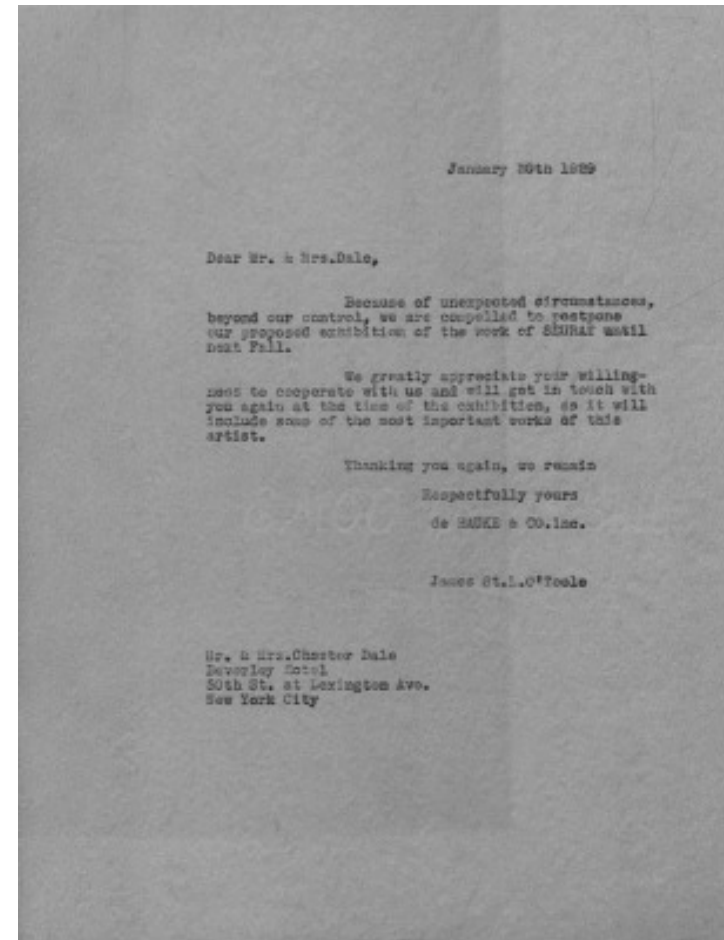 January 30th 1929
Dear Mr. & Mrs.Dale,
Because of unexpected circumstances,
beyond our control, we are compelled to postpone
our proposed exhibition of the work of SEURAT until
next Fall.
We greatly appreciate your willing-
ness to cooperate with us and will get in touch with
you again at the time of the exhibition, as it will
include some of the most important works of this
artist.
Thanking you again, we remain
Respectfully yours
de HAUKE & CO.inc.
James St.L.O'Toole
Mr. & Mrs.Chester Dale
Beverley Hotel
50th St. at Lexington Ave.
New York City